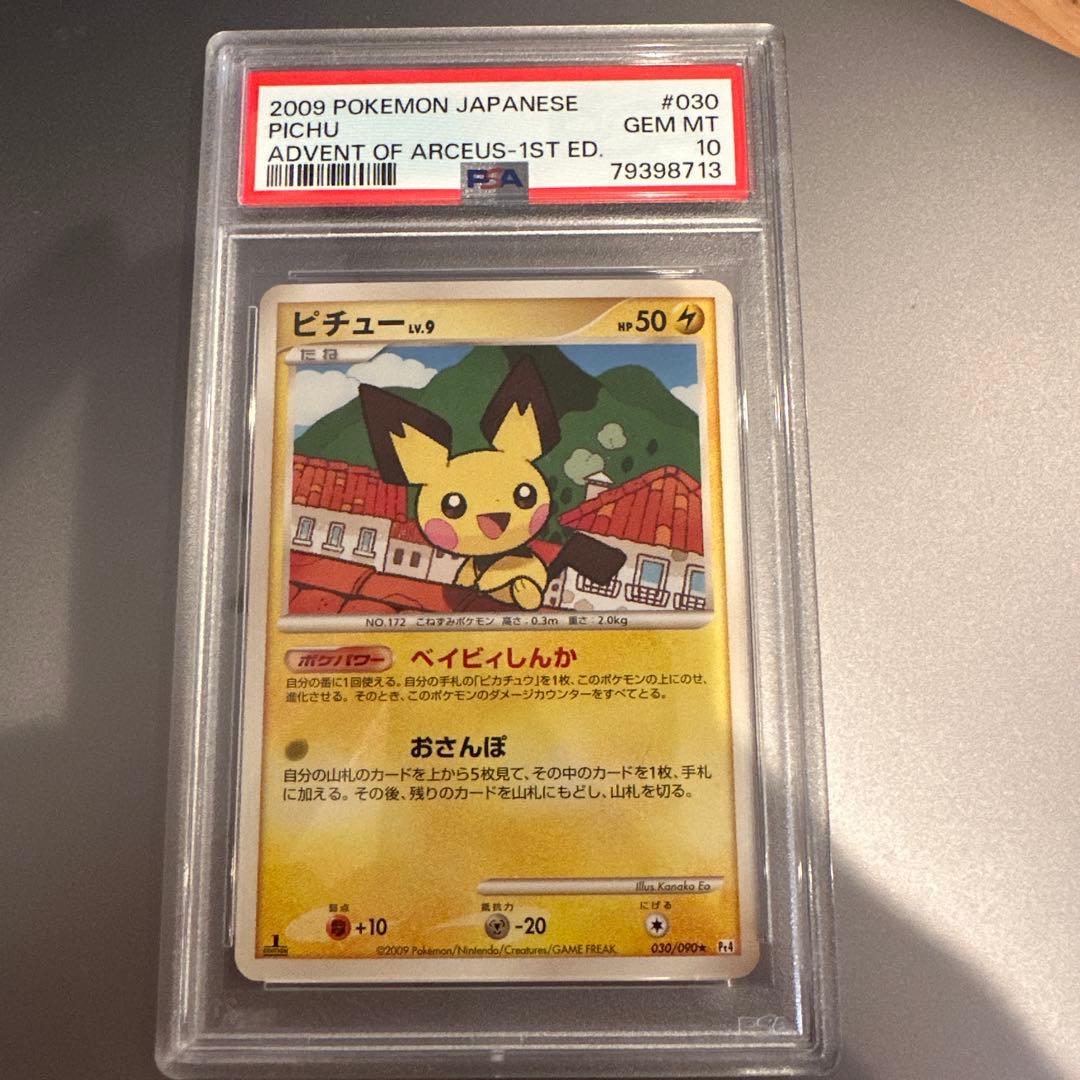 2009 POKEMON JAPANESE #030
PICHU GEM MT
ADVENT OF ARCEUS-1ST ED. 10
PSA 79398713
ピチュー LV.9 HP 50
たね
NO.172 こねずみポケモン 高さ:0.3m 重さ:2.0kg
ポケパワー ベイビィしんか
自分の番に1回使える。自分の手札の「ピカチュウ」を1枚、このポケモンの上にのせ、
進化させる。そのとき、このポケモンのダメージカウンターをすべてとる。
おさんぽ
自分の山札のカードを上から5枚見て、その中のカードを1枚、手札
に加える。その後、残りのカードを山札にもどし、山札を切る。
Illus. Kanako Eo
弱点 抵抗力 にげる
+10 -20
1 EDITION ©2009 Pokémon/Nintendo/Creatures/GAME FREAK. 030/090★ Pt4
PSA